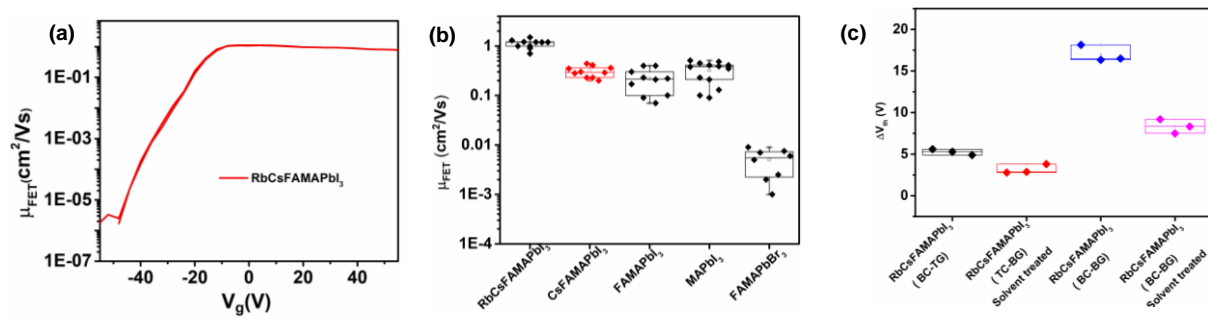 (a)
1E+01
1E-01
1E-03
1E-05
1E-07
μFET(cm2/Vs)
RbCsFAMAPbI3
-40 -20 0 20 40
Vg(V)
(b)
1
0.1
0.01
1E-3
1E-4
μFET (cm2/Vs)
RbCsFAMAPbI3
CsFAMAPbI3
FAMAPbI3
MAPbI3
FAMAPbBr3
(c)
20
15
10
5
0
ΔVth (V)
RbCsFAMAPbI3
( BC-TG)
RbCsFAMAPbI3
(TC-BG)
Solvent treated
RbCsFAMAPbI3
( BC-BG)
RbCsFAMAPbI3
( BC-BG)
Solvent treated